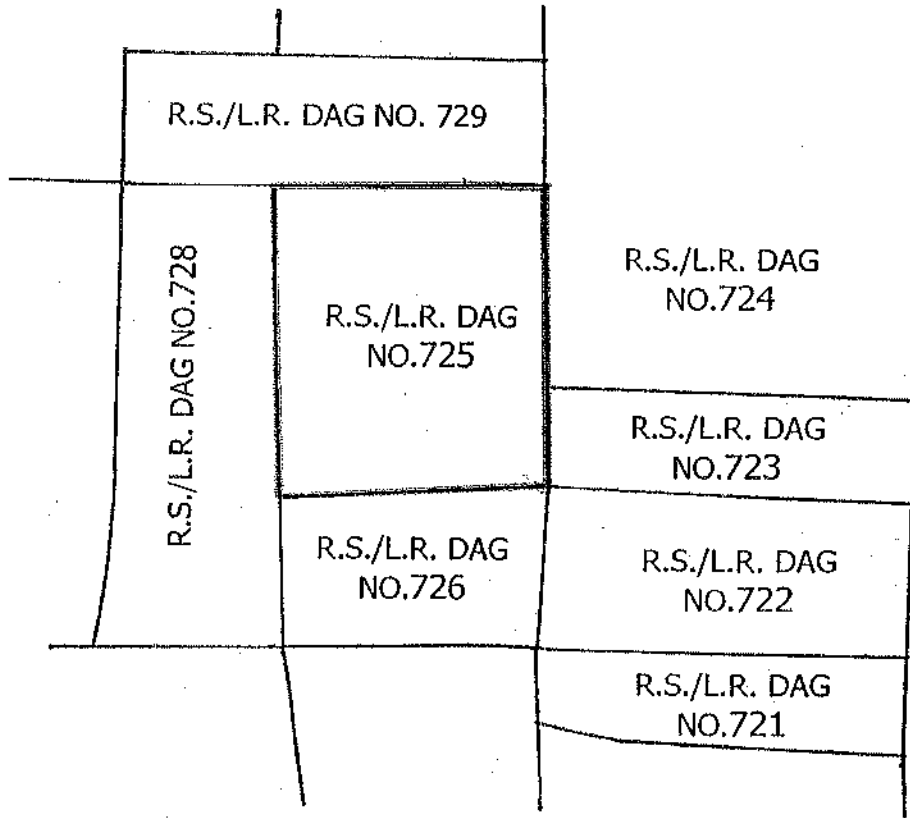 R.S./L.R. DAG NO. 729
R.S./L.R. DAG NO.728
R.S./L.R. DAG
NO.725
R.S./L.R. DAG
NO.724
R.S./L.R. DAG
NO.723
R.S./L.R. DAG
NO.726
R.S./L.R. DAG
NO.722
R.S./L.R. DAG
NO.721